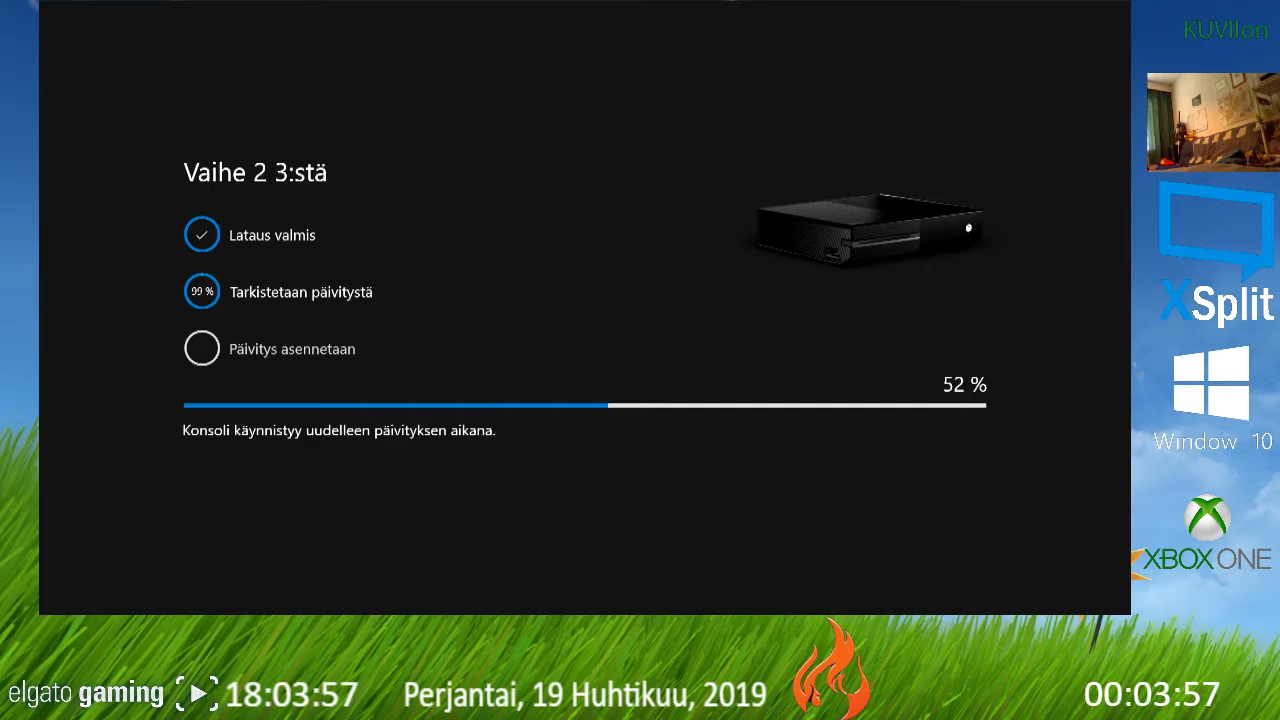 KUVIIon
Vaihe 2 3:stä
Lataus valmis
99 % Tarkistetaan päivitystä
Päivitys asennetaan
52 %
Konsoli käynnistyy uudelleen päivityksen aikana.
XSplit
Window 10
XBOX ONE
elgato gaming 18:03:57 Perjantai, 19 Huhtikuu, 2019 00:03:57